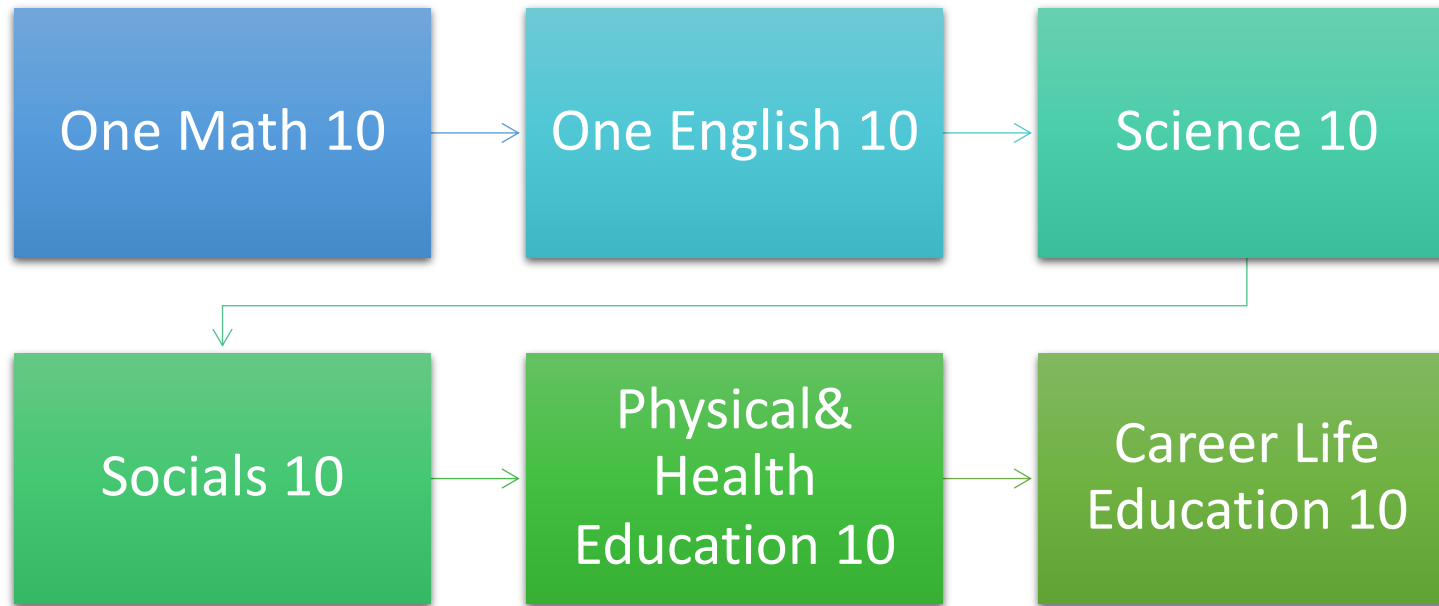 One Math 10
One English 10
Science 10
Socials 10
Physical&
Health
Education 10
Career Life
Education 10